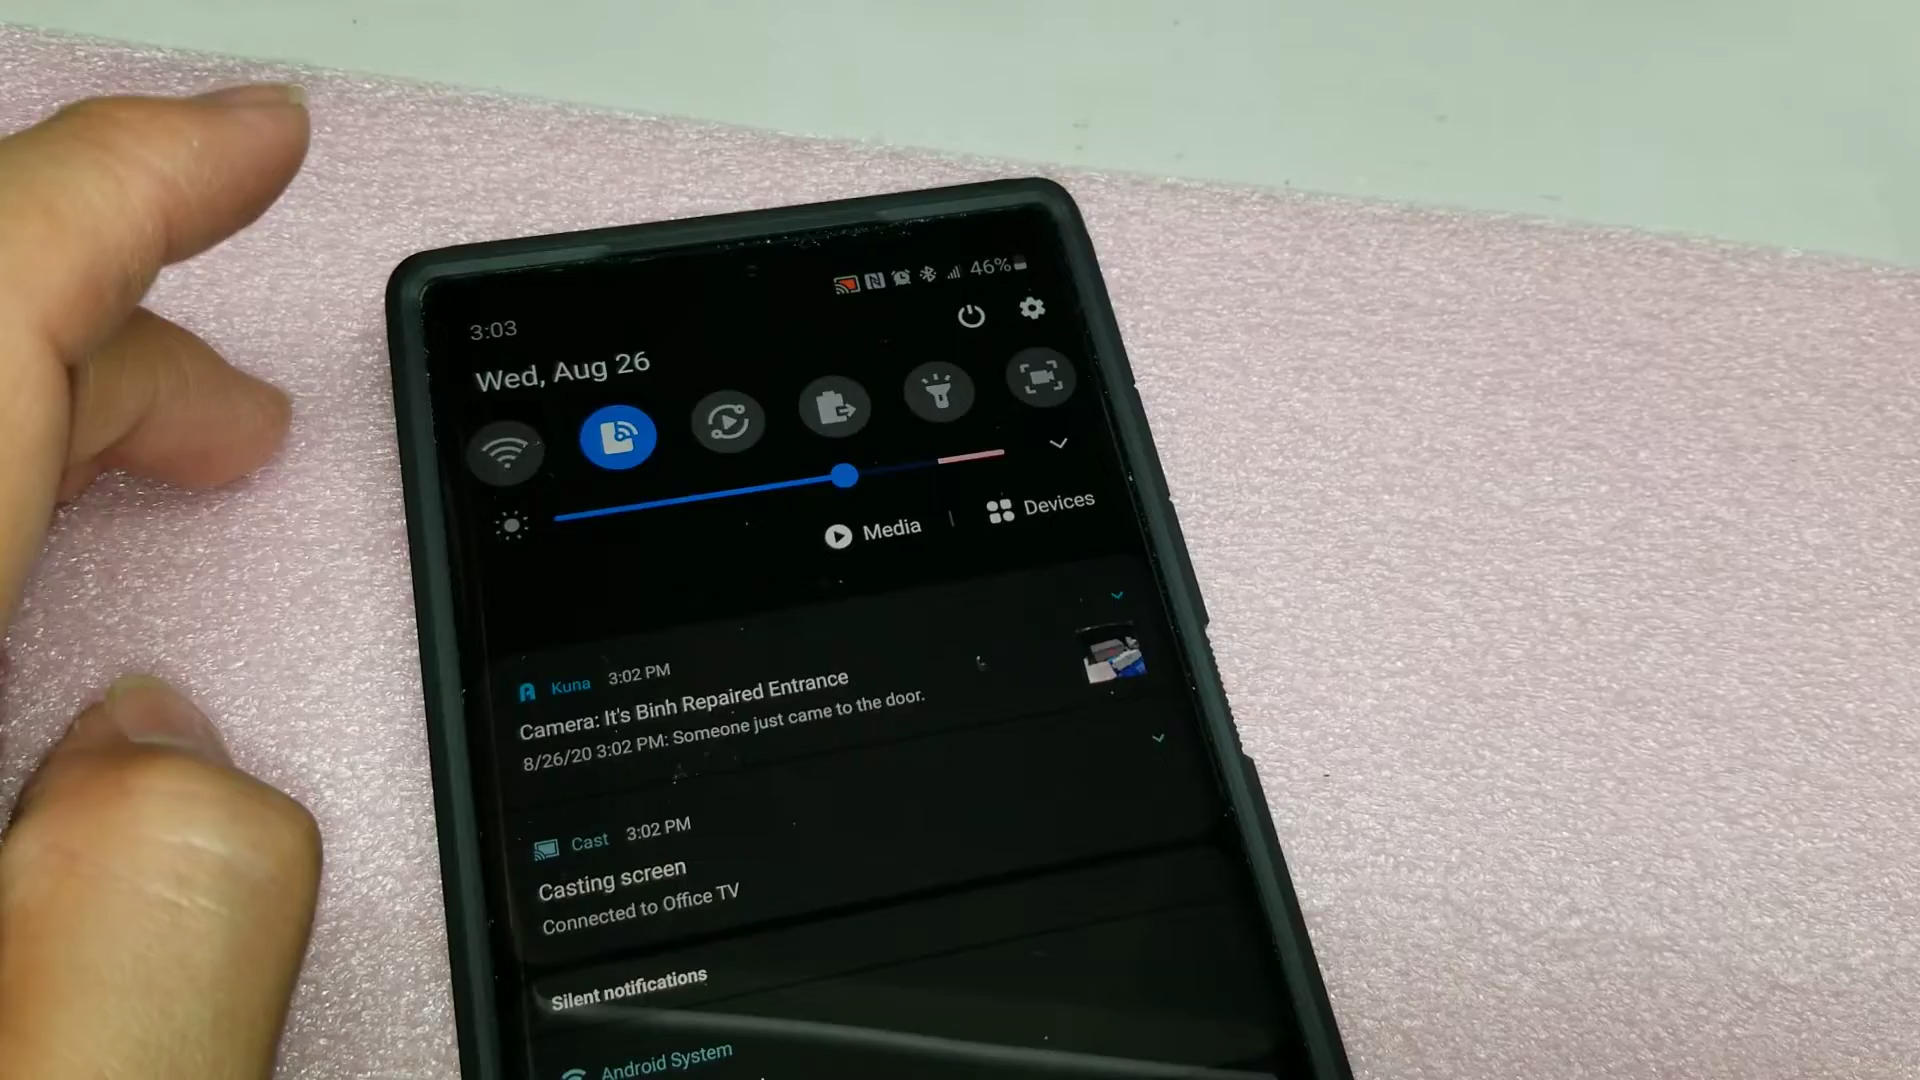 46%
3:03
Wed, Aug 26
Media | Devices
Kuna 3:02 PM
Camera: It's Binh Repaired Entrance
8/26/20 3:02 PM: Someone just came to the door.
Cast 3:02 PM
Casting screen
Connected to Office TV
Silent notifications
Android System